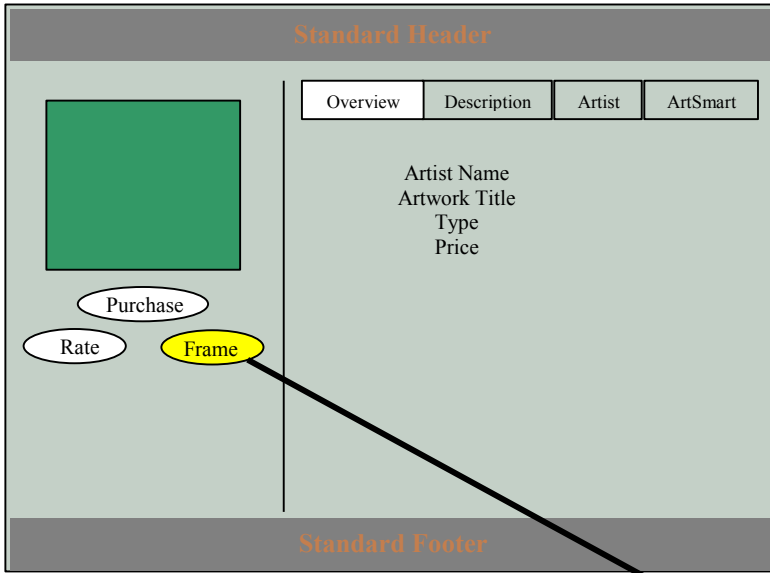 Standard Header
Overview Description Artist ArtSmart
Artist Name
Artwork Title
Type
Price
Purchase
Rate Frame
Standard Footer